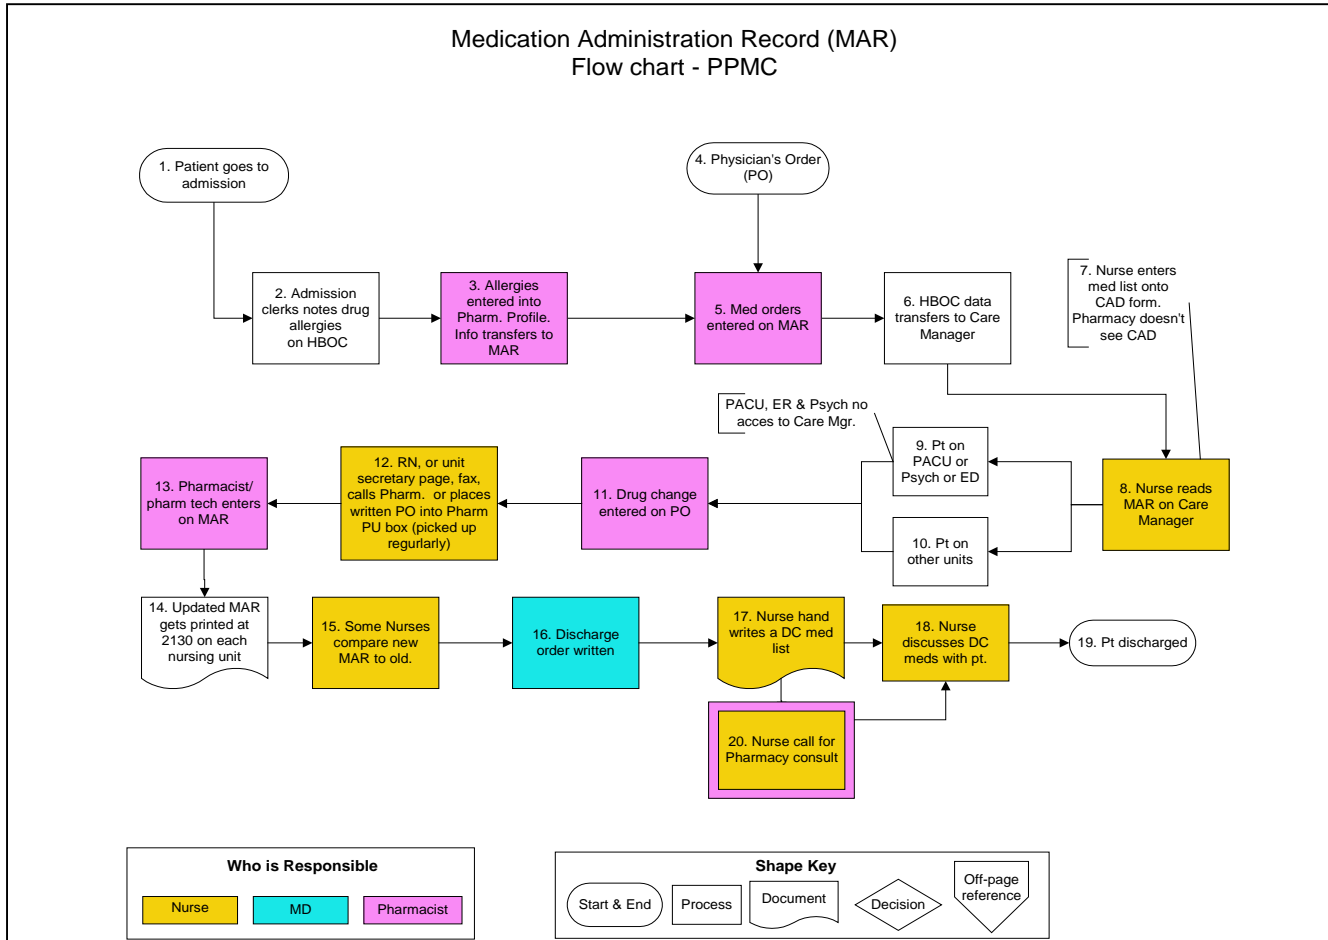 Medication Administration Record (MAR)
Flow chart - PPMC
1. Patient goes to
admission
4. Physician's Order
(PO)
2. Admission
clerks notes drug
allergies
on HBOC
3. Allergies
entered into
Pharm. Profile.
Info transfers to
MAR
5. Med orders
entered on MAR
6. HBOC data
transfers to Care
Manager
7. Nurse enters
med list onto
CAD form.
Pharmacy doesn't
see CAD
PACU, ER & Psych no
acces to Care Mgr.
8. Nurse reads
MAR on Care
Manager
9. Pt on
PACU or
Psych or ED
10. Pt on
other units
11. Drug change
entered on PO
12. RN, or unit
secretary page, fax,
calls Pharm. or places
written PO into Pharm
PU box (picked up
regurlarly)
13. Pharmacist/
pharm tech enters
on MAR
14. Updated MAR
gets printed at
2130 on each
nursing unit
15. Some Nurses
compare new
MAR to old.
16. Discharge
order written
17. Nurse hand
writes a DC med
list
18. Nurse
discusses DC
meds with pt.
19. Pt discharged
20. Nurse call for
Pharmacy consult
Who is Responsible
Nurse
MD
Pharmacist
Shape Key
Start & End
Process
Document
Decision
Off-page
reference